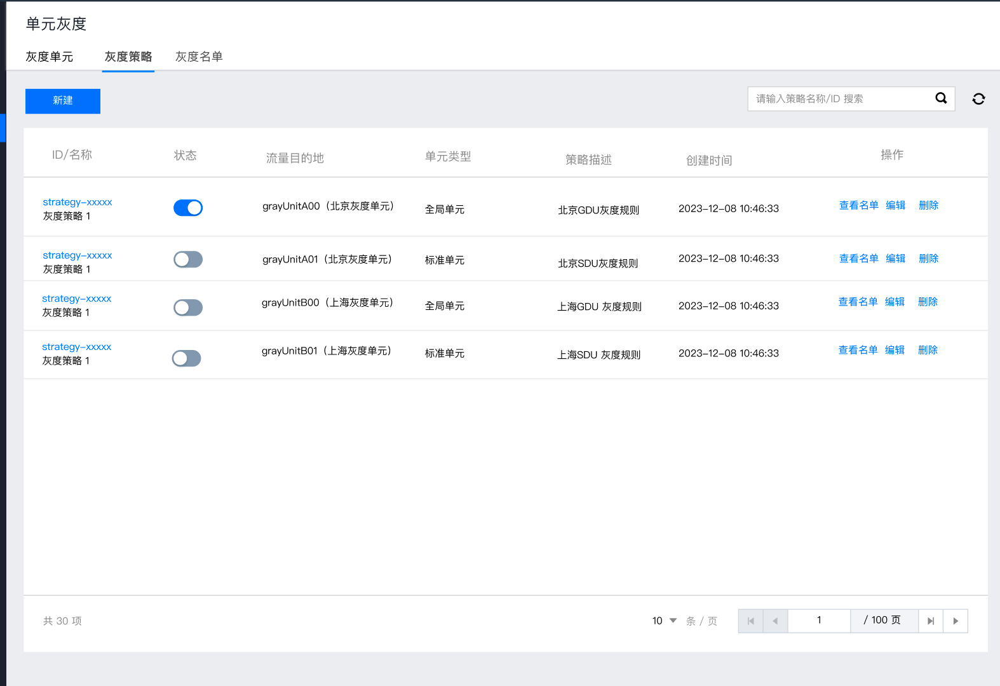 单元灰度
灰度单元 灰度策略 灰度名单
新建 请输入策略名称/ID 搜索
ID/名称 状态 流量目的地 单元类型 策略描述 创建时间 操作
strategy-xxxxx
灰度策略 1
grayUnitA00（北京灰度单元） 全局单元 北京GDU灰度规则 2023-12-08 10:46:33 查看名单 编辑 删除
strategy-xxxxx
灰度策略 1
grayUnitA01（北京灰度单元） 标准单元 北京SDU灰度规则 2023-12-08 10:46:33 查看名单 编辑 删除
strategy-xxxxx
灰度策略 1
grayUnitB00（上海灰度单元） 全局单元 上海GDU 灰度规则 2023-12-08 10:46:33 查看名单 编辑 删除
strategy-xxxxx
灰度策略 1
grayUnitB01（上海灰度单元） 标准单元 上海SDU 灰度规则 2023-12-08 10:46:33 查看名单 编辑 删除
共 30 项 10 条 / 页 1 / 100 页